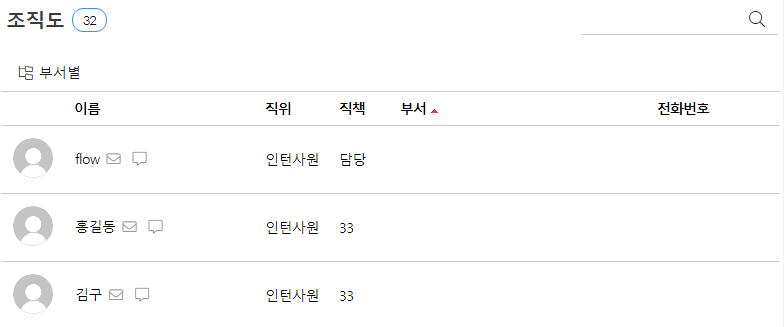 조직도 32
부서별
이름 직위 직책 부서 전화번호
flow 인턴사원 담당
홍길동 인턴사원 33
김구 인턴사원 33